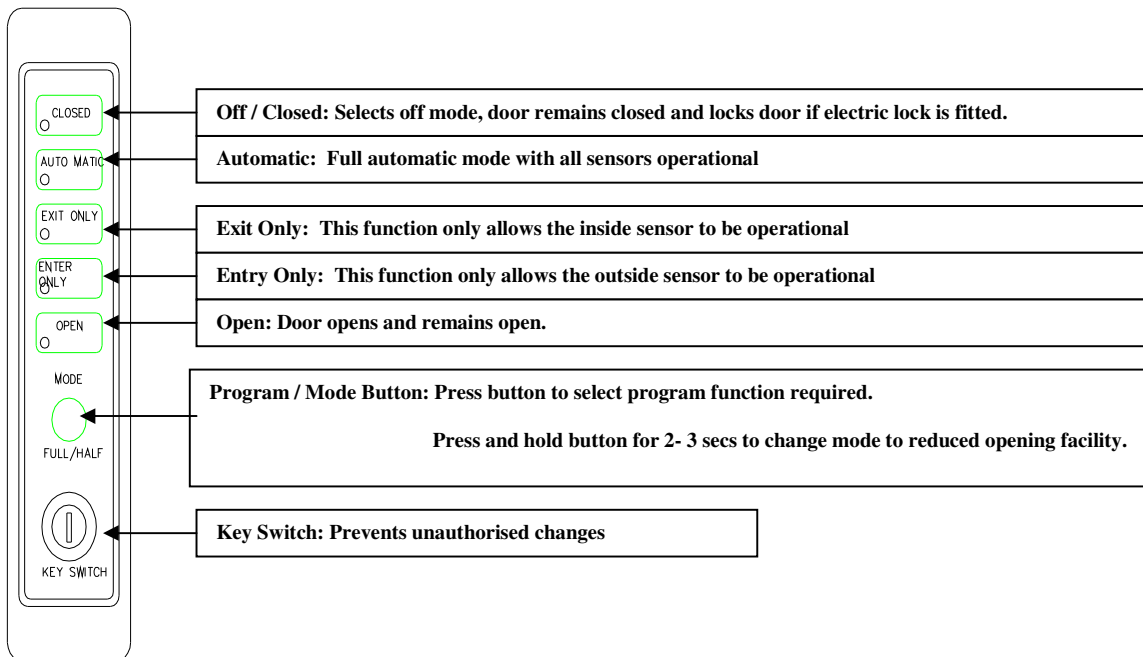 CLOSED
Off / Closed: Selects off mode, door remains closed and locks door if electric lock is fitted.
AUTO MATIC
Automatic: Full automatic mode with all sensors operational
EXIT ONLY
Exit Only: This function only allows the inside sensor to be operational
ENTER
ONLY
Entry Only: This function only allows the outside sensor to be operational
OPEN
Open: Door opens and remains open.
MODE
FULL/HALF
Program / Mode Button: Press button to select program function required.
Press and hold button for 2- 3 secs to change mode to reduced opening facility.
KEY SWITCH
Key Switch: Prevents unauthorised changes